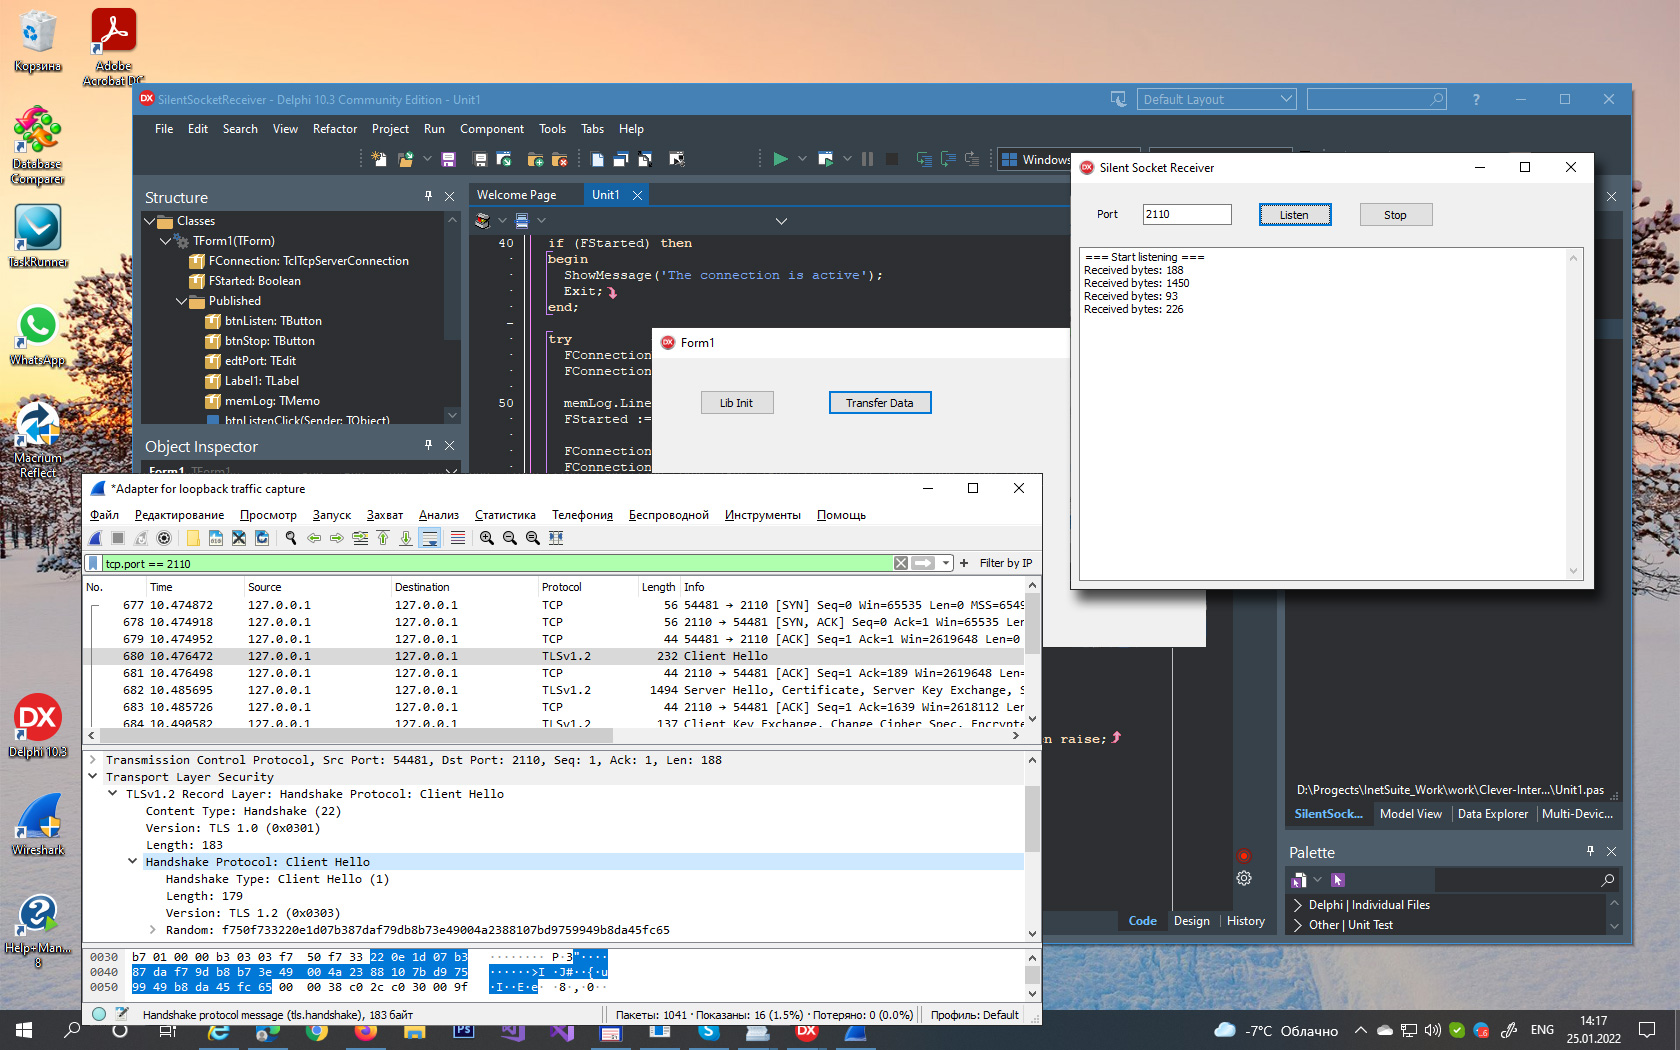 Корзина
Adobe
Acrobat DC
Database
Comparer
TaskRunner
WhatsApp
Macrium
Reflect
Delphi 10.3
Wireshark
Help+Man...
8
SilentSocketReceiver - Delphi 10.3 Community Edition - Unit1
Default Layout
File Edit Search View Refactor Project Run Component Tools Tabs Help
Windows
Structure
Classes
TForm1(TForm)
FConnection: TclTcpServerConnection
FStarted: Boolean
Published
btnListen: TButton
btnStop: TButton
edtPort: TEdit
Label1: TLabel
memLog: TMemo
btnListenClick(Sender: TObject)
Object Inspector
Form1 TForm1
Welcome Page Unit1
40 if (FStarted) then
begin
ShowMessage('The connection is active');
Exit;
end;
try
FConnection
FConnection
50 memLog.Line
FStarted :=
FConnection
FConnection
n raise;
Code Design History
Form1
Lib Init Transfer Data
Silent Socket Receiver
Port 2110 Listen Stop
=== Start listening ===
Received bytes: 188
Received bytes: 1450
Received bytes: 93
Received bytes: 226
D:\Progects\InetSuite_Work\work\Clever-Inter...\Unit1.pas
SilentSock... Model View Data Explorer Multi-Devic...
Palette
Delphi | Individual Files
Other | Unit Test
*Adapter for loopback traffic capture
Файл Редактирование Просмотр Запуск Захват Анализ Статистика Телефония Беспроводной Инструменты Помощь
tcp.port == 2110 Filter by IP
No. Time Source Destination Protocol Length Info
677 10.474872 127.0.0.1 127.0.0.1 TCP 56 54481 → 2110 [SYN] Seq=0 Win=65535 Len=0 MSS=6549
678 10.474918 127.0.0.1 127.0.0.1 TCP 56 2110 → 54481 [SYN, ACK] Seq=0 Ack=1 Win=65535 Ler
679 10.474952 127.0.0.1 127.0.0.1 TCP 44 54481 → 2110 [ACK] Seq=1 Ack=1 Win=2619648 Len=0
680 10.476472 127.0.0.1 127.0.0.1 TLSv1.2 232 Client Hello
681 10.476498 127.0.0.1 127.0.0.1 TCP 44 2110 → 54481 [ACK] Seq=1 Ack=189 Win=2619648 Len=
682 10.485695 127.0.0.1 127.0.0.1 TLSv1.2 1494 Server Hello, Certificate, Server Key Exchange, S
683 10.485726 127.0.0.1 127.0.0.1 TCP 44 54481 → 2110 [ACK] Seq=189 Ack=1451 Win=2618112 Len
684 10.490582 127.0.0.1 127.0.0.1 TLSv1.2 137 Client Key Exchange, Change Cipher Spec, Encrypte
Transmission Control Protocol, Src Port: 54481, Dst Port: 2110, Seq: 1, Ack: 1, Len: 188
Transport Layer Security
TLSv1.2 Record Layer: Handshake Protocol: Client Hello
Content Type: Handshake (22)
Version: TLS 1.0 (0x0301)
Length: 183
Handshake Protocol: Client Hello
Handshake Type: Client Hello (1)
Length: 179
Version: TLS 1.2 (0x0303)
Random: f750f733220e1d07b387daf79db8b73e49004a2388107bd9759949b8da45fc65
0030 b7 01 00 00 b3 03 03 f7 50 f7 33 22 0e 1d 07 b3 ········ P·3"····
0040 87 da f7 9d b8 b7 3e 49 00 4a 23 88 10 7b d9 75 ······>I ·J#··{·u
0050 99 49 b8 da 45 fc 65 00 00 38 c0 2c c0 30 00 9f ·I··E·e· ·8·,·0··
Handshake protocol message (tls.handshake), 183 байт
Пакеты: 1041 · Показаны: 16 (1.5%) · Потеряно: 0 (0.0%) Профиль: Default
-7°C Облачно
ENG
14:17
25.01.2022